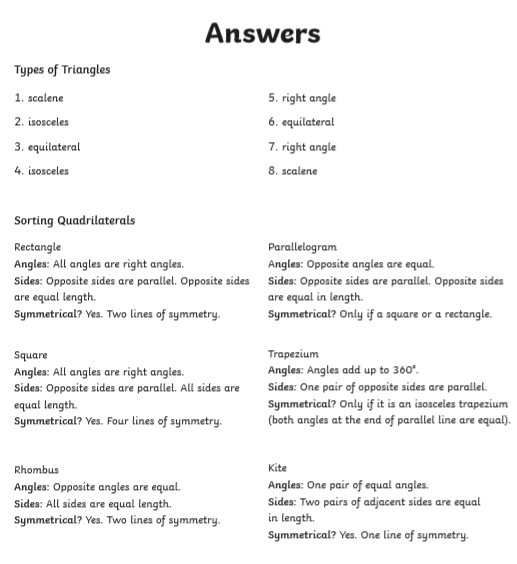 Answers
Types of Triangles
1. scalene
2. isosceles
3. equilateral
4. isosceles
5. right angle
6. equilateral
7. right angle
8. scalene
Sorting Quadrilaterals
Rectangle
Angles: All angles are right angles.
Sides: Opposite sides are parallel. Opposite sides
are equal length.
Symmetrical? Yes. Two lines of symmetry.
Parallelogram
Angles: Opposite angles are equal.
Sides: Opposite sides are parallel. Opposite sides
are equal in length.
Symmetrical? Only if a square or a rectangle.
Square
Angles: All angles are right angles.
Sides: Opposite sides are parallel. All sides are
equal length.
Symmetrical? Yes. Four lines of symmetry.
Trapezium
Angles: Angles add up to 360°.
Sides: One pair of opposite sides are parallel.
Symmetrical? Only if it is an isosceles trapezium
(both angles at the end of parallel line are equal).
Rhombus
Angles: Opposite angles are equal.
Sides: All sides are equal length.
Symmetrical? Yes. Two lines of symmetry.
Kite
Angles: One pair of equal angles.
Sides: Two pairs of adjacent sides are equal
in length.
Symmetrical? Yes. One line of symmetry.